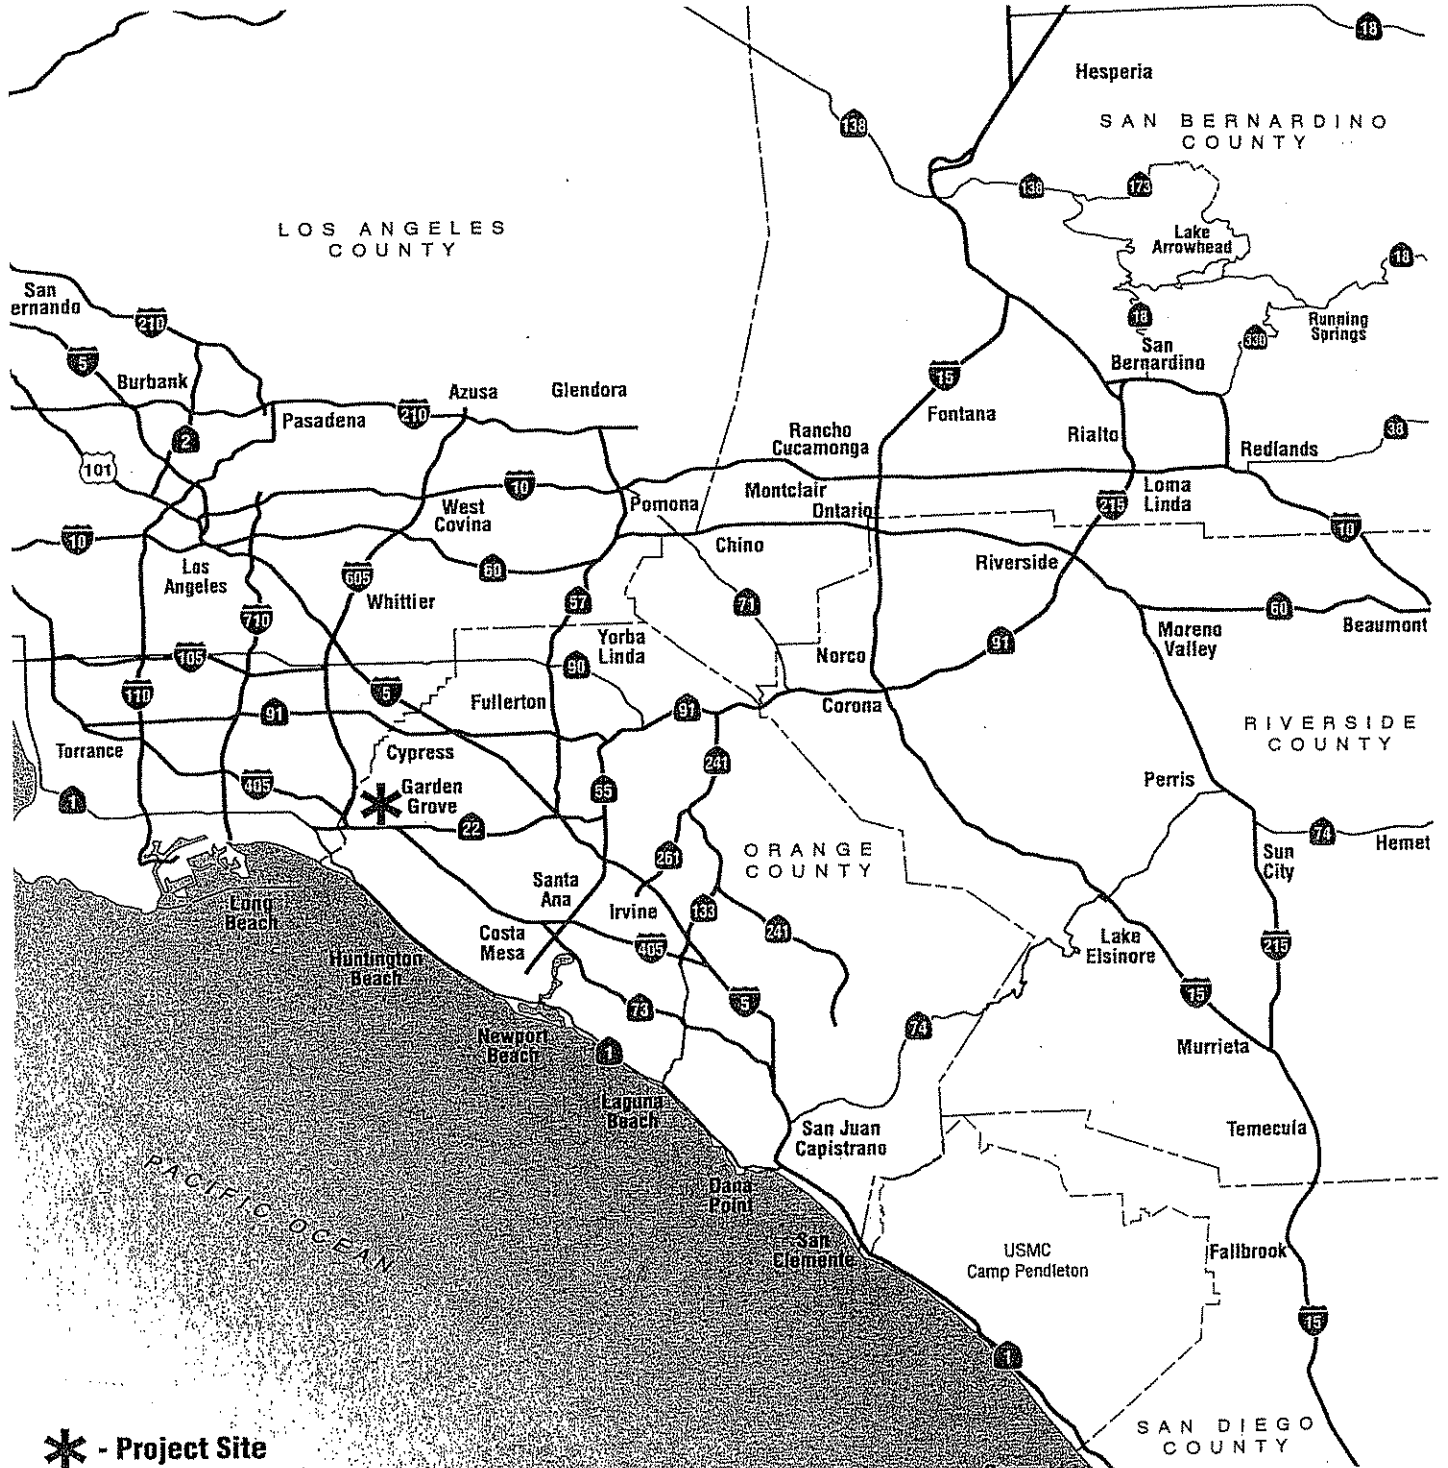 18
Hesperia
138
SAN BERNARDINO
COUNTY
138
173
LOS ANGELES
COUNTY
Lake
Arrowhead
18
San
ernando
210
18
Running
Springs
330
5
San
Bernardino
Burbank
Azusa
Glendora
15
210
Pasadena
Fontana
2
Rancho
Cucamonga
Rialto
38
Redlands
101
10
West
Covina
Pomona
Montclair
Ontario
Loma
Linda
215
10
10
Chino
Los
Angeles
60
Riverside
605
Whittier
57
71
60
710
Yorba
Linda
Norco
91
Moreno
Valley
Beaumont
105
90
110
5
Fullerton
91
Corona
91
RIVERSIDE
COUNTY
Torrance
Cypress
241
Perris
405
Garden
Grove
55
1
22
74
Hemet
261
ORANGE
COUNTY
Sun
City
Santa
Ana
Irvine
133
Long
Beach
241
Costa
Mesa
405
Lake
Elsinore
215
Huntington
Beach
5
15
73
74
Newport
Beach
1
Murrieta
Laguna
Beach
San Juan
Capistrano
Temecula
PACIFIC OCEAN
Dana
Point
San
Clemente
USMC
Camp Pendleton
Fallbrook
15
1
SAN DIEGO
COUNTY
- Project Site